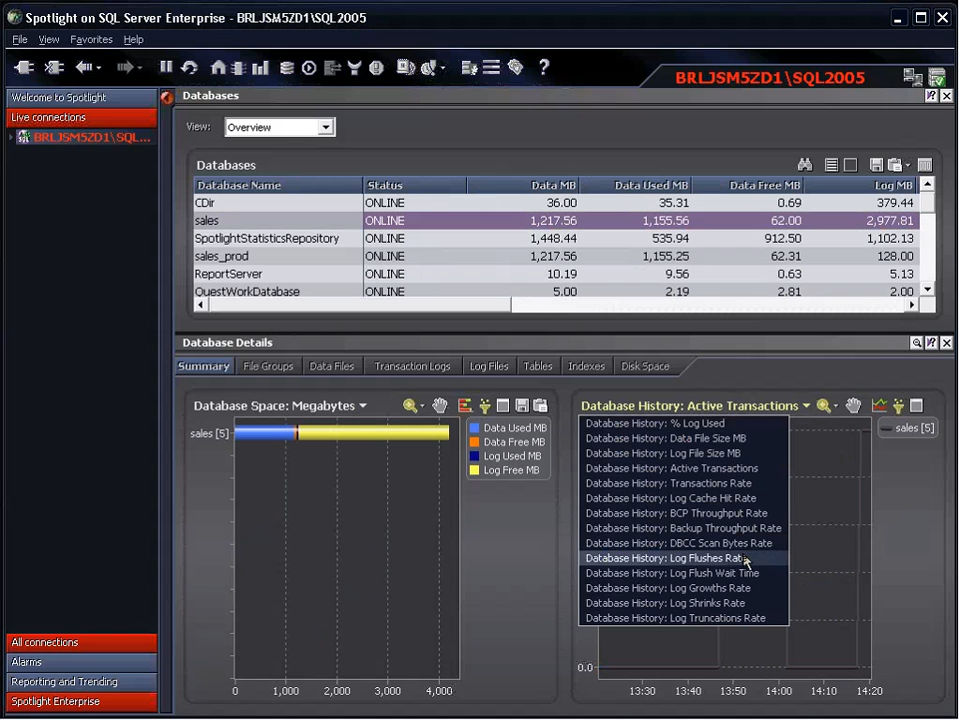 Spotlight on SQL Server Enterprise - BRLJSM5ZD1\SQL2005
File View Favorites Help
BRLJSM5ZD1\SQL2005
Welcome to Spotlight
Live connections
BRLJSM5ZD1\SQL...
Databases
View: Overview
Databases
Database Name Status Data MB Data Used MB Data Free MB Log MB
CDir ONLINE 36.00 35.31 0.69 379.44
sales ONLINE 1,217.56 1,155.56 62.00 2,977.81
SpotlightStatisticsRepository ONLINE 1,448.44 535.94 912.50 1,102.13
sales_prod ONLINE 1,217.56 1,155.25 62.31 128.00
ReportServer ONLINE 10.19 9.56 0.63 5.13
QuestWorkDatabase ONLINE 5.00 2.19 2.81 2.00
Database Details
Summary File Groups Data Files Transaction Logs Log Files Tables Indexes Disk Space
Database Space: Megabytes
sales [5]
Data Used MB
Data Free MB
Log Used MB
Log Free MB
0 1,000 2,000 3,000 4,000
Database History: Active Transactions
sales [5]
Database History: % Log Used
Database History: Data File Size MB
Database History: Log File Size MB
Database History: Active Transactions
Database History: Transactions Rate
Database History: Log Cache Hit Rate
Database History: BCP Throughput Rate
Database History: Backup Throughput Rate
Database History: DBCC Scan Bytes Rate
Database History: Log Flushes Rate
Database History: Log Flush Wait Time
Database History: Log Growths Rate
Database History: Log Shrinks Rate
Database History: Log Truncations Rate
0.0
13:30 13:40 13:50 14:00 14:10 14:20
All connections
Alarms
Reporting and Trending
Spotlight Enterprise